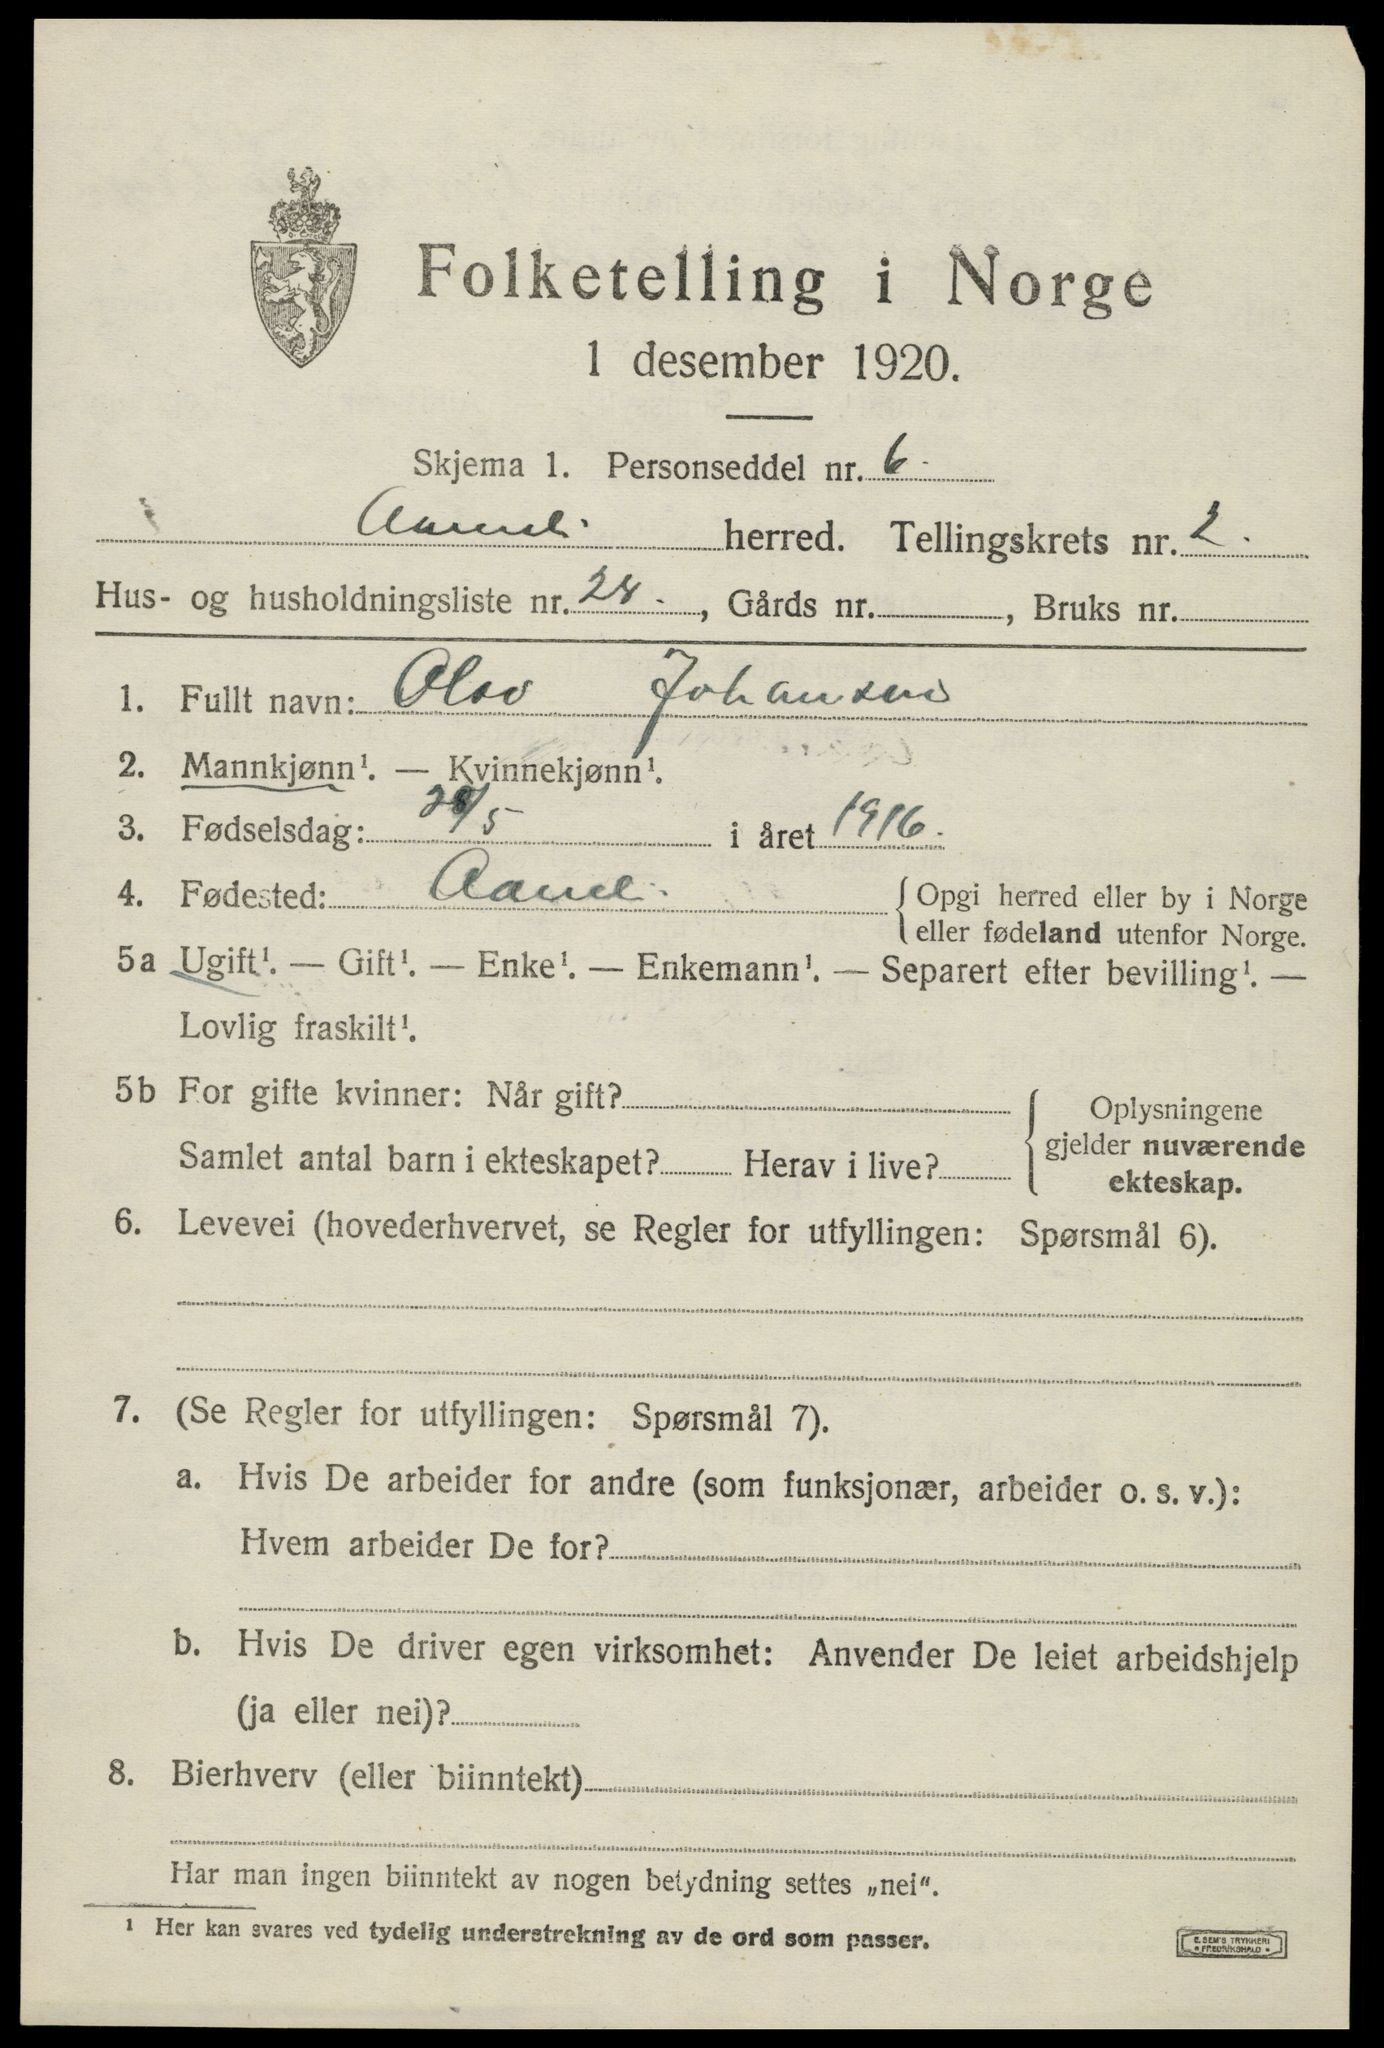 Folketelling i Norge
1 desember 1920.
Skjema 1. Personseddel nr. 6.
herred. Tellingskrets nr. 2.
Hus- og husholdningsliste nr. 28., Gårds nr. , Bruks nr.
1. Fullt navn: Olav Johansen
2. Mannkjønn¹. — Kvinnekjønn¹.
3. Fødselsdag: /5 i året 1916.
4. Fødested: { Opgi herred eller by i Norge
eller fødeland utenfor Norge.
5a Ugift¹. — Gift¹. — Enke¹. — Enkemann¹. — Separert efter bevilling¹. —
Lovlig fraskilt¹.
5b For gifte kvinner: Når gift?
Samlet antal barn i ekteskapet? Herav i live?
{ Oplysningene
gjelder nuværende
ekteskap.
6. Levevei (hovederhvervet, se Regler for utfyllingen: Spørsmål 6).
7. (Se Regler for utfyllingen: Spørsmål 7).
a. Hvis De arbeider for andre (som funksjonær, arbeider o. s. v.):
Hvem arbeider De for?
b. Hvis De driver egen virksomhet: Anvender De leiet arbeidshjelp
(ja eller nei)?
8. Bierhverv (eller biinntekt)
Har man ingen biinntekt av nogen betydning settes „nei“.
¹ Her kan svares ved tydelig understrekning av de ord som passer.
E. SEM'S TRYKKERI
• FREDRIKSHALD •